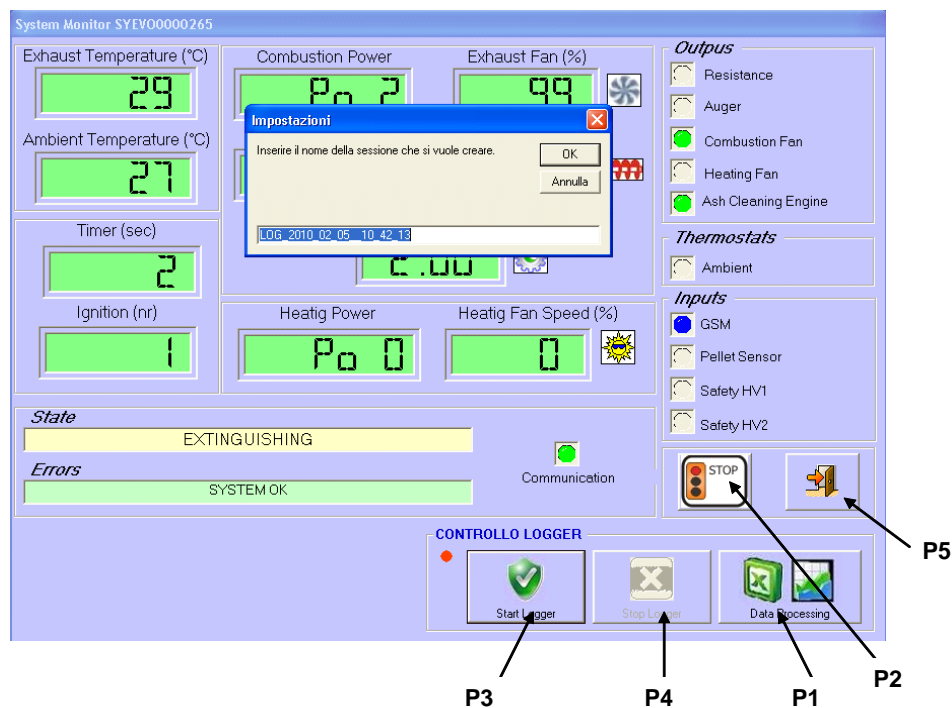 System Monitor SYEVO0000265
Exhaust Temperature (°C)
29
Ambient Temperature (°C)
27
Combustion Power
Po 2
Exhaust Fan (%)
99
Impostazioni
Inserire il nome della sessione che si vuole creare.
OK
Annulla
LOG_2010_02_05__10_42_13
2.00
Timer (sec)
2
Ignition (nr)
1
Heatig Power
Po 0
Heatig Fan Speed (%)
0
Outpus
Resistance
Auger
Combustion Fan
Heating Fan
Ash Cleaning Engine
Thermostats
Ambient
Inputs
GSM
Pellet Sensor
Safety HV1
Safety HV2
State
EXTINGUISHING
Errors
SYSTEM OK
Communication
STOP
CONTROLLO LOGGER
Start Logger
Stop Logger
Data Processing
P5
P2
P3
P4
P1